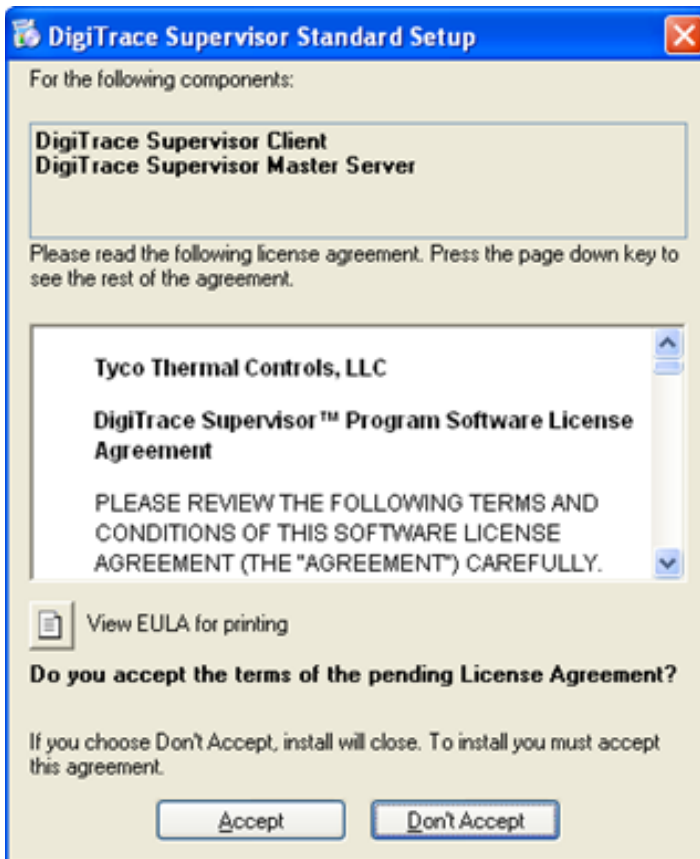 DigiTrace Supervisor Standard Setup
For the following components:
DigiTrace Supervisor Client
DigiTrace Supervisor Master Server
Please read the following license agreement. Press the page down key to
see the rest of the agreement.
Tyco Thermal Controls, LLC
DigiTrace Supervisor™ Program Software License
Agreement
PLEASE REVIEW THE FOLLOWING TERMS AND
CONDITIONS OF THIS SOFTWARE LICENSE
AGREEMENT (THE "AGREEMENT") CAREFULLY.
View EULA for printing
Do you accept the terms of the pending License Agreement?
If you choose Don't Accept, install will close. To install you must accept
this agreement.
Accept
Don't Accept